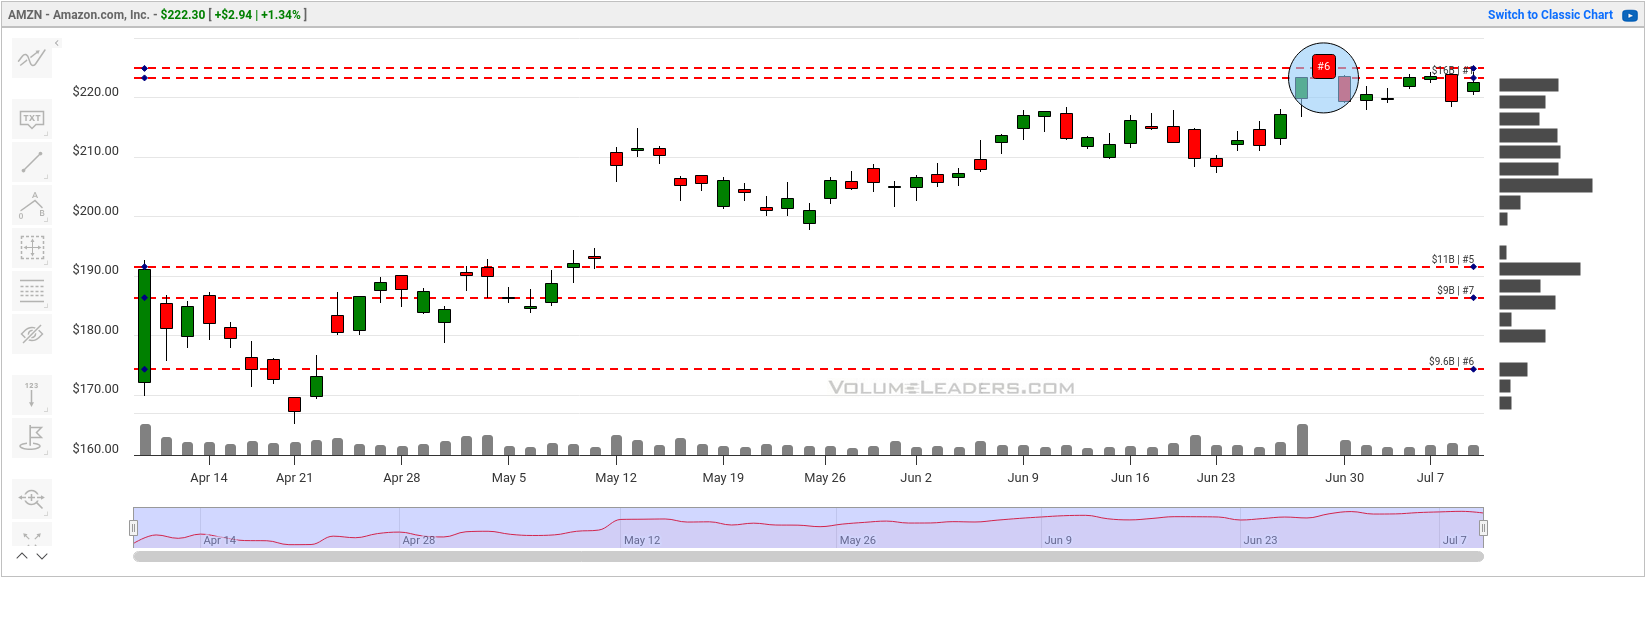 AMZN - Amazon.com, Inc. - $222.30 [ +$2.94 | +1.34% ]
Switch to Classic Chart
#6
$16B | #1
$220.00
TXT
$210.00
A
0 B
$200.00
$190.00
$11B | #5
$9B | #7
$180.00
$9.6B | #6
123
$170.00
VOLUMELEADERS.COM
$160.00
Apr 14 Apr 21 Apr 28 May 5 May 12 May 19 May 26 Jun 2 Jun 9 Jun 16 Jun 23 Jun 30 Jul 7
Apr 14 Apr 28 May 12 May 26 Jun 9 Jun 23 Jul 7